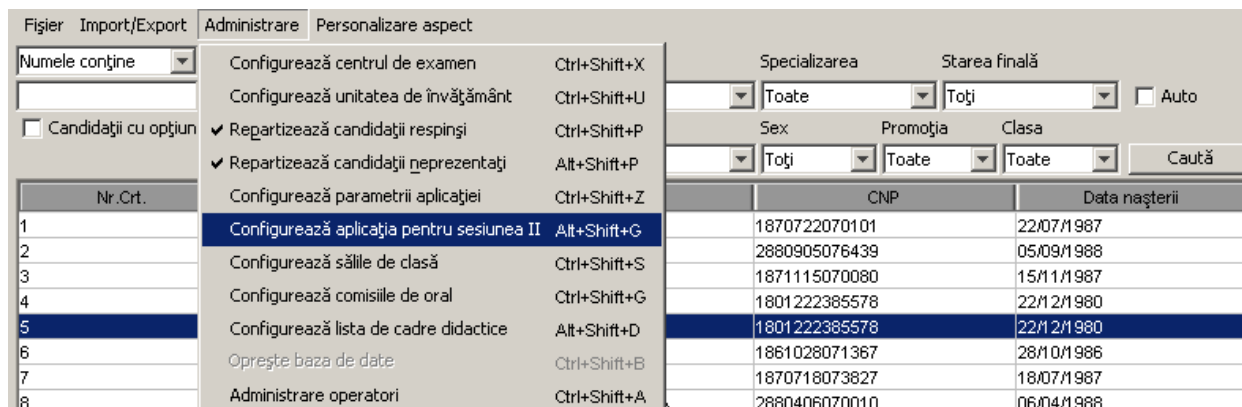 Fişier Import/Export Administrare Personalizare aspect
Numele conţine
Configurează centrul de examen Ctrl+Shift+X
Specializarea Starea finală
Configurează unitatea de învăţământ Ctrl+Shift+U
Toate Toţi Auto
Candidaţii cu opţiun
Repartizează candidaţii respinşi Ctrl+Shift+P
Sex Promoţia Clasa
Repartizează candidaţii neprezentaţi Alt+Shift+P
Toţi Toate Toate Caută
Configurează parametrii aplicaţiei Ctrl+Shift+Z
Nr.Crt. CNP Data naşterii
Configurează aplicaţia pentru sesiunea II Alt+Shift+G
1 1870722070101 22/07/1987
2 2880905076439 05/09/1988
Configurează sălile de clasă Ctrl+Shift+S
3 1871115070080 15/11/1987
Configurează comisiile de oral Ctrl+Shift+G
4 1801222385578 22/12/1980
Configurează lista de cadre didactice Alt+Shift+D
5 1801222385578 22/12/1980
Opreşte baza de date Ctrl+Shift+B
6 1861028071367 28/10/1986
7 1870718073827 18/07/1987
Administrare operatori Ctrl+Shift+A
8 2880406070010 06/04/1988